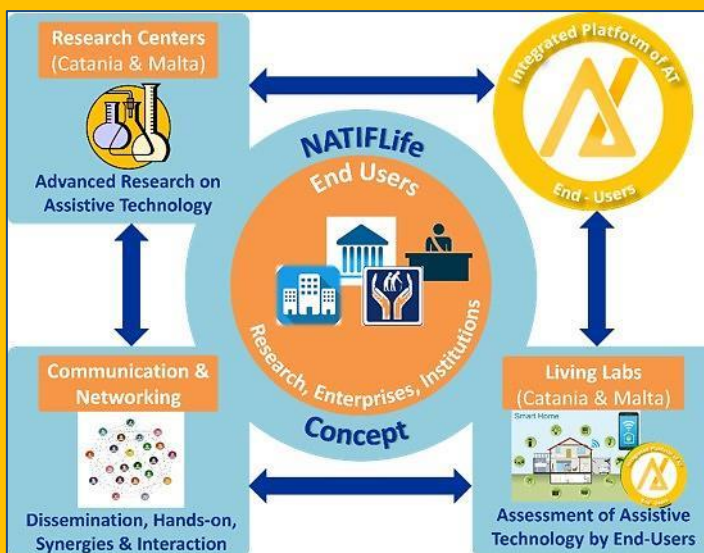 Research Centers
(Catania & Malta)
Advanced Research on
Assistive Technology
Integrated Platfotm of AT
End - Users
NATIFLife
End Users
Research, Enterprises, Institutions
Concept
Communication &
Networking
Dissemination, Hands-on,
Synergies & Interaction
Living Labs
(Catania & Malta)
Smart Home
Assessment of Assistive
Technology by End-Users